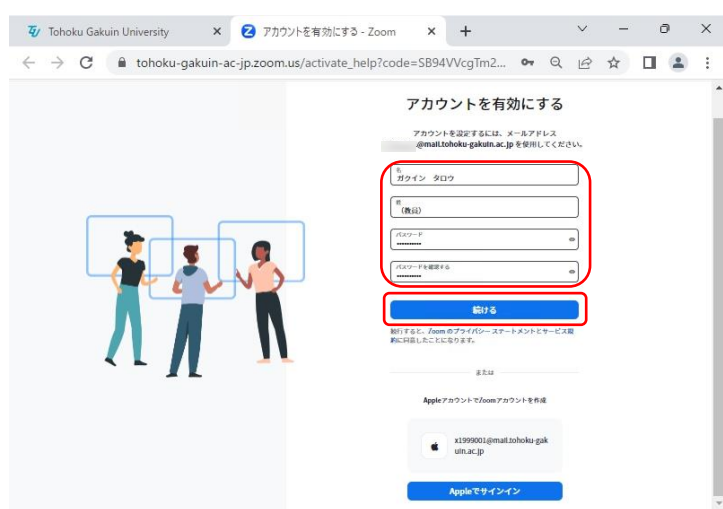 Tohoku Gakuin University
アカウントを有効にする - Zoom
tohoku-gakuin-ac-jp.zoom.us/activate_help?code=SB94VVcgTm2...
アカウントを有効にする
アカウントを設定するには、メールアドレス
@mail.tohoku-gakuin.ac.jp を使用してください。
名
ガクイン タロウ
姓
(教員)
パスワード
パスワードを確認する
続ける
続行すると、Zoom のプライバシーステートメントとサービス規
約に同意したことになります。
または
AppleアカウントでZoomアカウントを作成
x1999001@mail.tohoku-gak
uin.ac.jp
Appleでサインイン